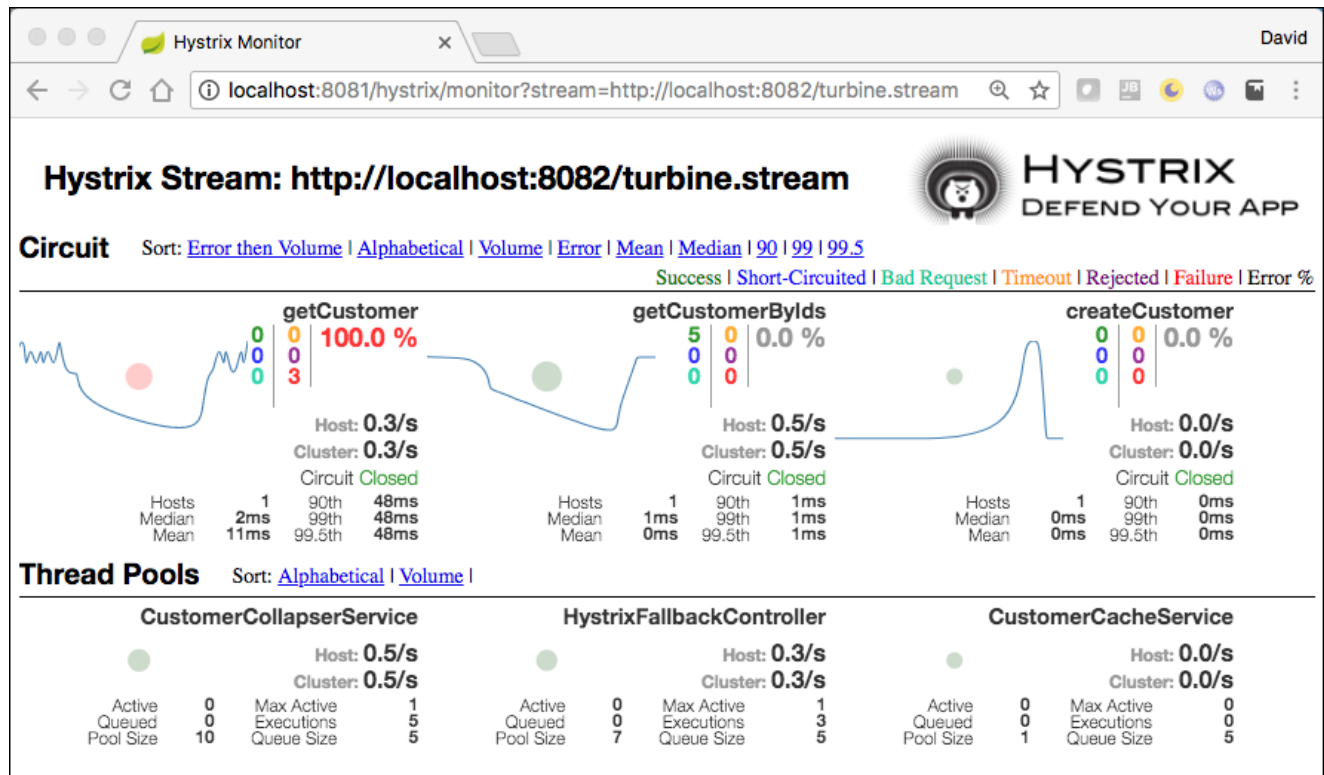 Hystrix Monitor ×
David
localhost:8081/hystrix/monitor?stream=http://localhost:8082/turbine.stream
JB
Hystrix Stream: http://localhost:8082/turbine.stream
HYSTRIX
DEFEND YOUR APP
Circuit Sort: Error then Volume | Alphabetical | Volume | Error | Mean | Median | 90 | 99 | 99.5
Success | Short-Circuited | Bad Request | Timeout | Rejected | Failure | Error %
getCustomer
0 0 100.0 %
0 0
0 3
Host: 0.3/s
Cluster: 0.3/s
Circuit Closed
Hosts 1 90th 48ms
Median 2ms 99th 48ms
Mean 11ms 99.5th 48ms
getCustomerByIds
5 0 0.0 %
0 0
0 0
Host: 0.5/s
Cluster: 0.5/s
Circuit Closed
Hosts 1 90th 1ms
Median 1ms 99th 1ms
Mean 0ms 99.5th 1ms
createCustomer
0 0 0.0 %
0 0
0 0
Host: 0.0/s
Cluster: 0.0/s
Circuit Closed
Hosts 1 90th 0ms
Median 0ms 99th 0ms
Mean 0ms 99.5th 0ms
Thread Pools Sort: Alphabetical | Volume |
CustomerCollapserService
Host: 0.5/s
Cluster: 0.5/s
Active 0 Max Active 1
Queued 0 Executions 5
Pool Size 10 Queue Size 5
HystrixFallbackController
Host: 0.3/s
Cluster: 0.3/s
Active 0 Max Active 1
Queued 0 Executions 3
Pool Size 7 Queue Size 5
CustomerCacheService
Host: 0.0/s
Cluster: 0.0/s
Active 0 Max Active 0
Queued 0 Executions 0
Pool Size 1 Queue Size 5